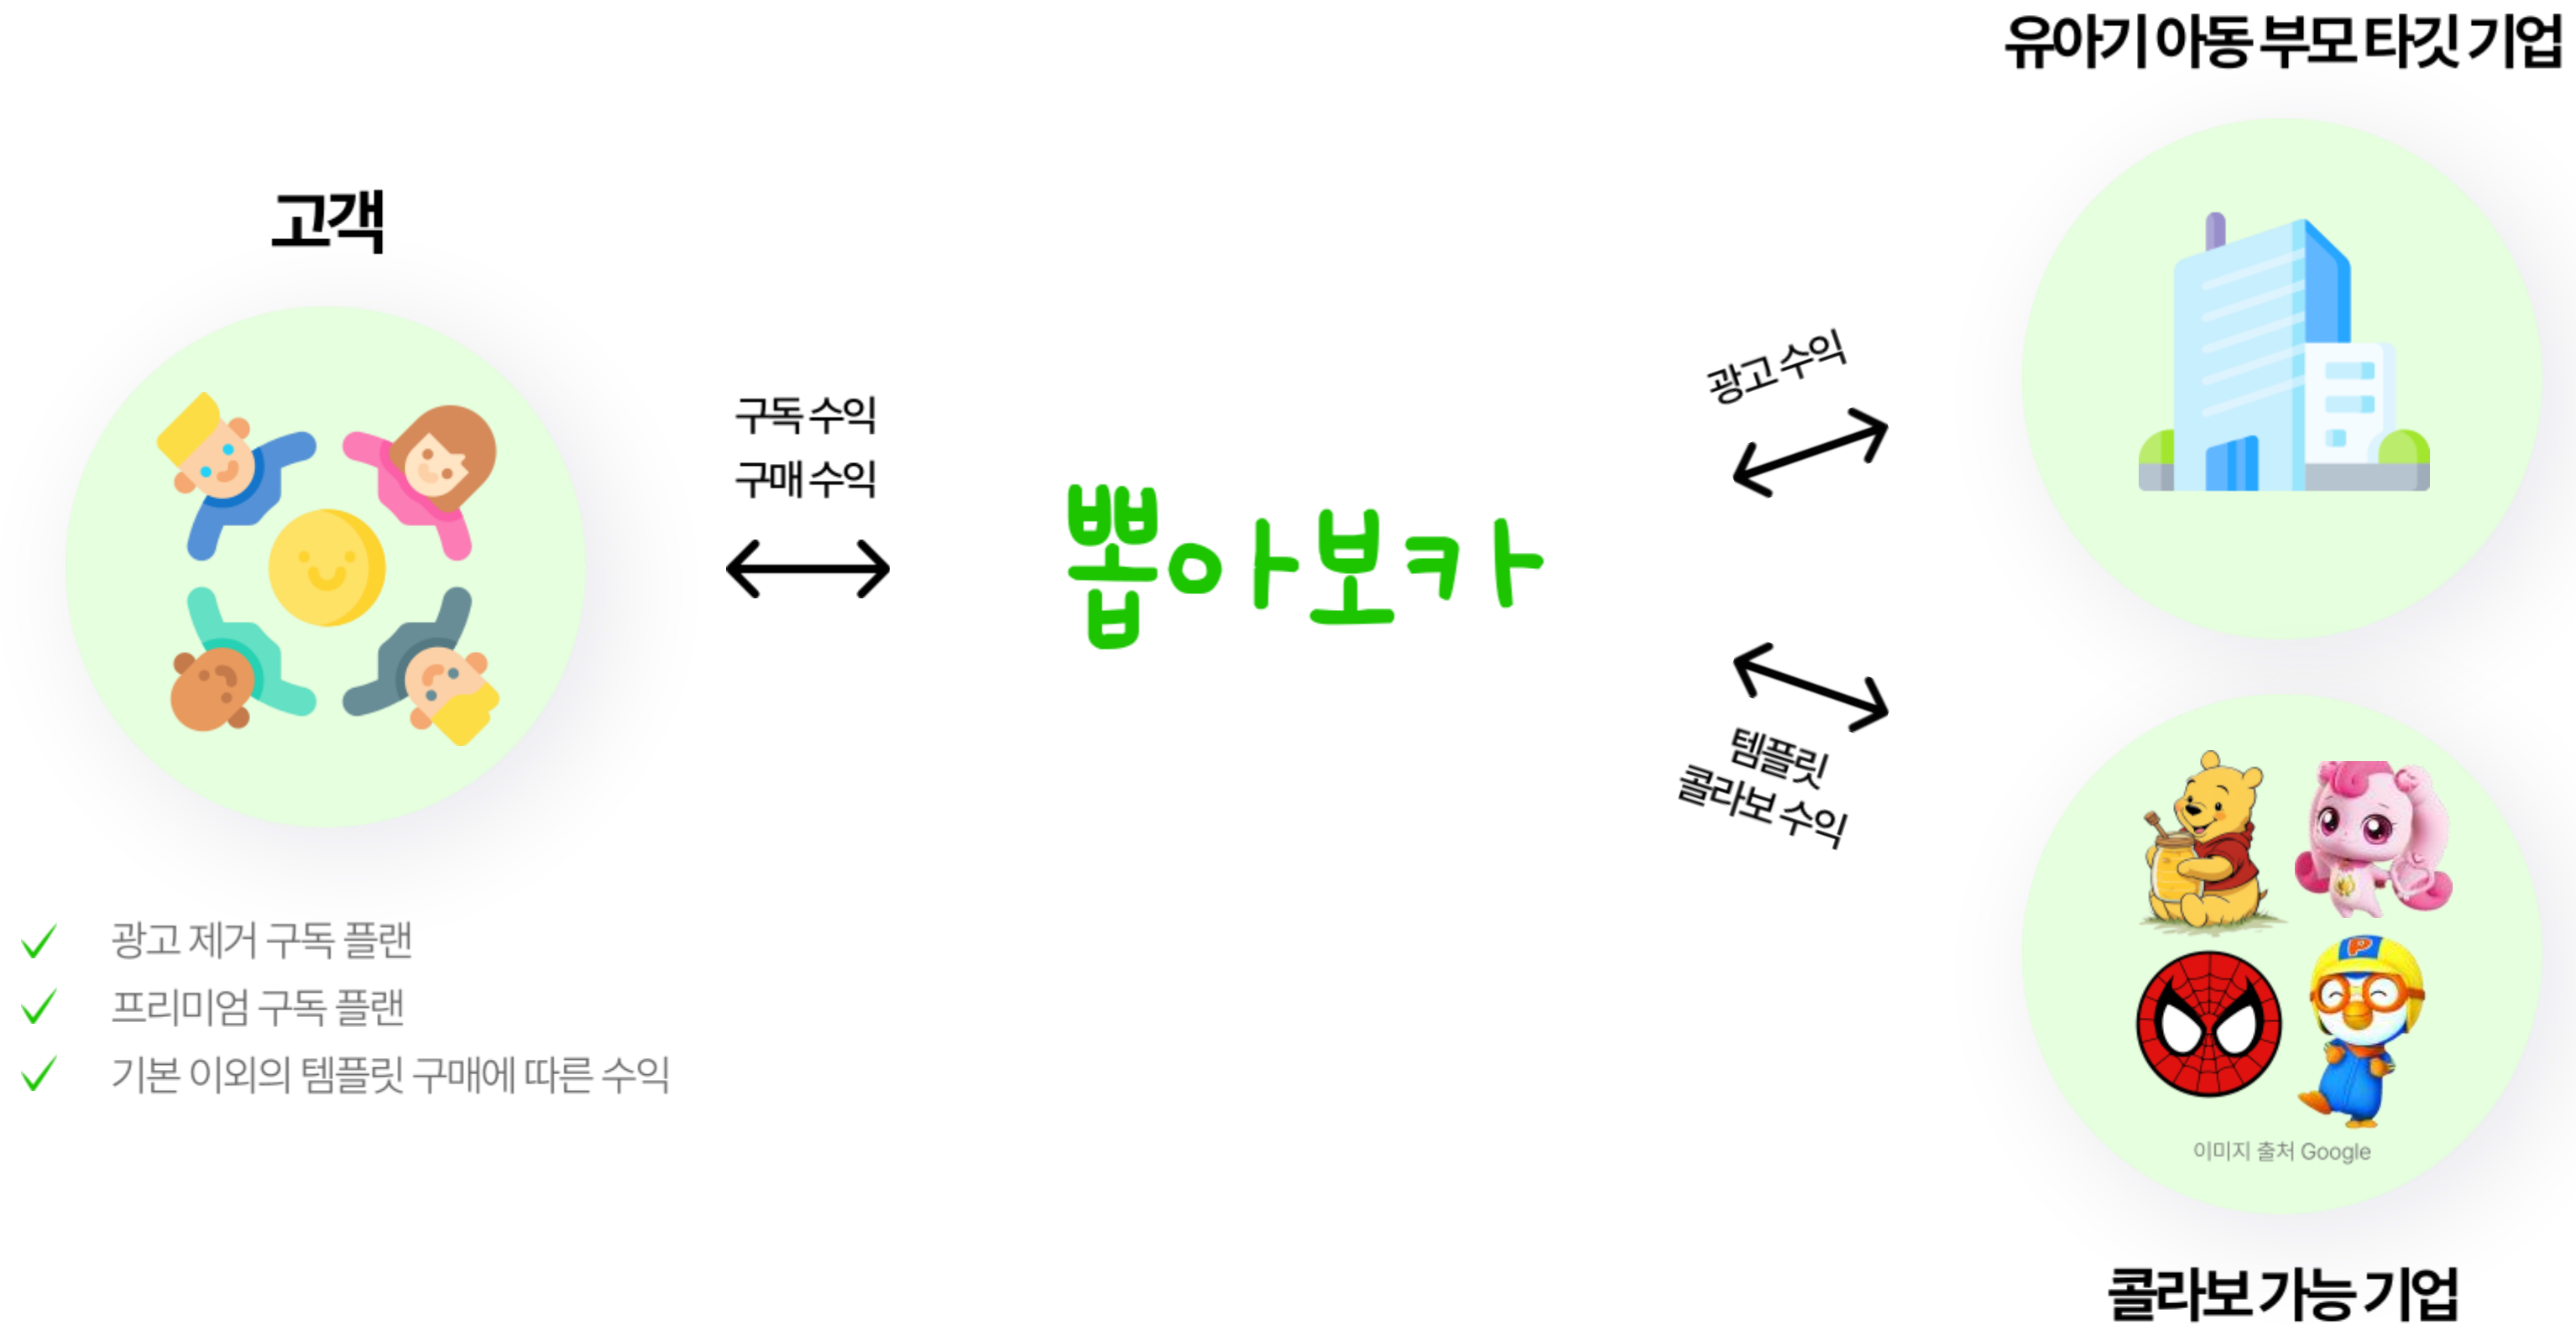 고객
광고 제거 구독 플랜
프리미엄 구독 플랜
기본 이외의 템플릿 구매에 따른 수익
구독 수익
구매 수익
뽑아보카
광고 수익
템플릿
콜라보 수익
유아기 아동 부모 타깃 기업
P
이미지 출처 Google
콜라보 가능 기업